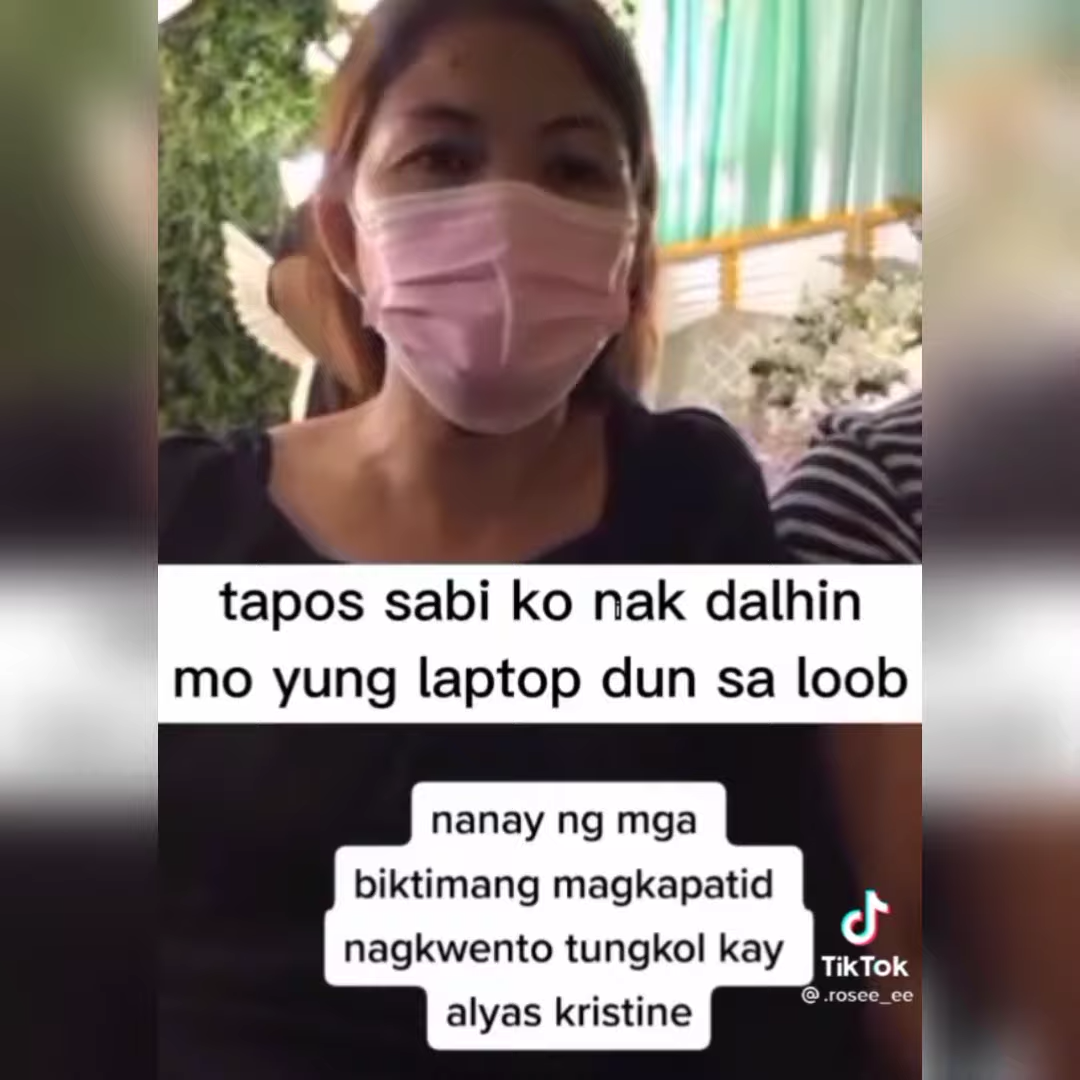 tapos sabi ko nak dalhin
mo yung laptop dun sa loob
nanay ng mga
biktimang magkapatid
nagkwento tungkol kay
alyas kristine
TikTok
@.rosee_ee